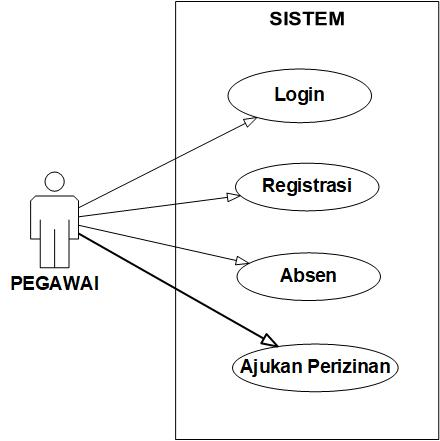 SISTEM
Login
Registrasi
Absen
PEGAWAI
Ajukan Perizinan